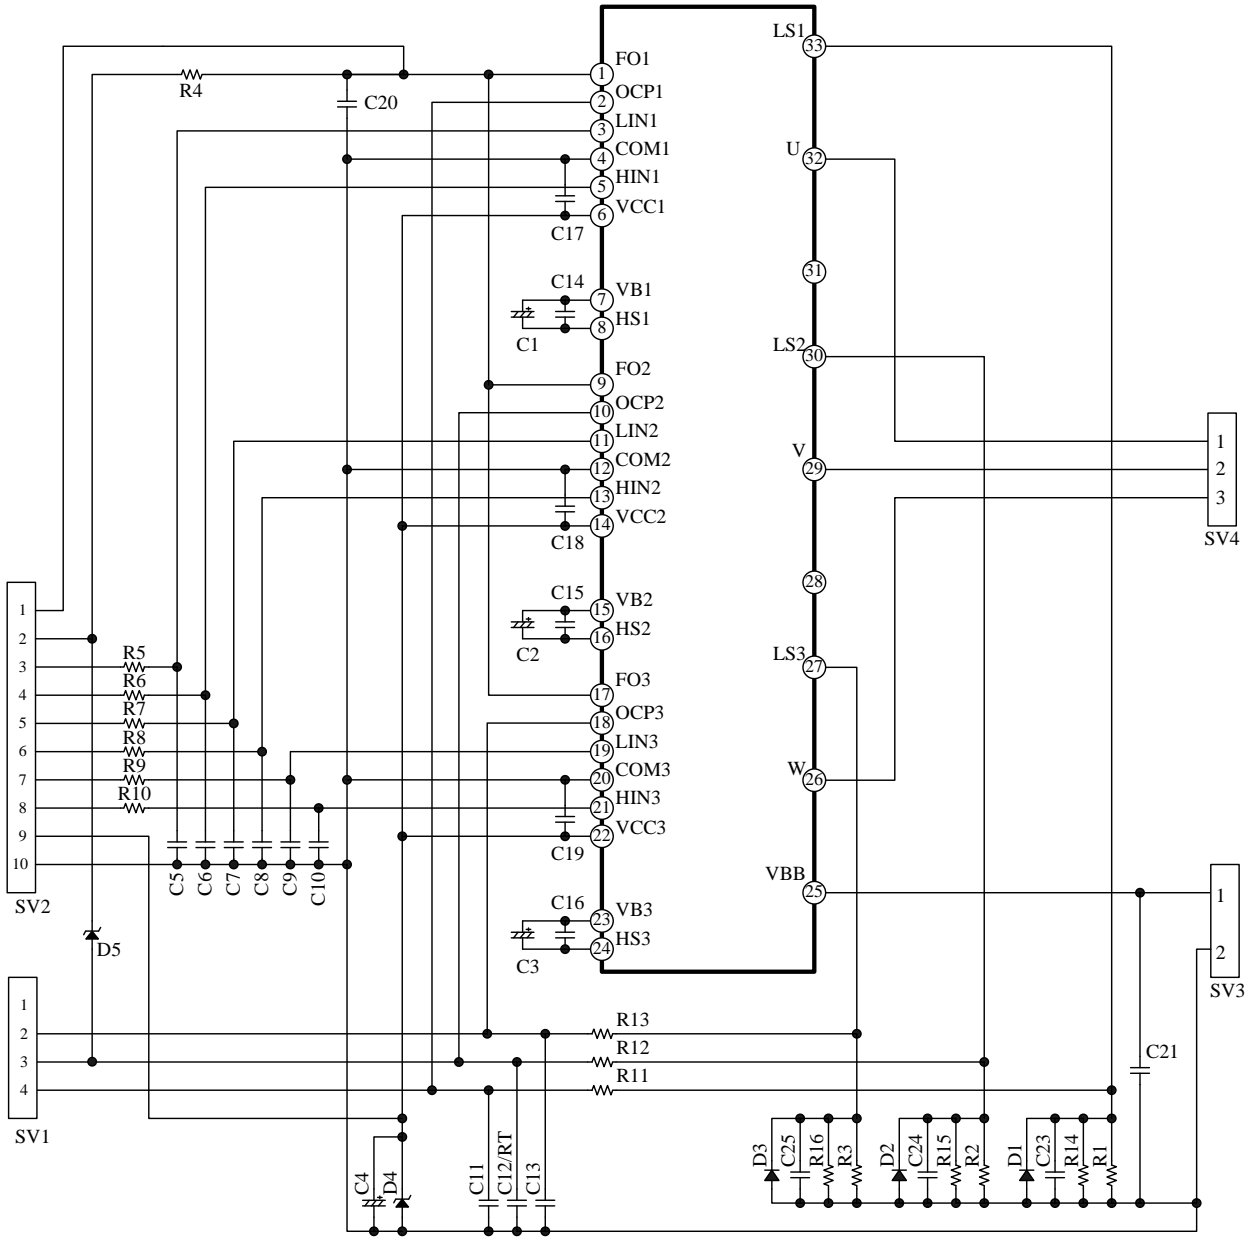 LS1
33
FO1
1
R4
C20
OCP1
2
LIN1
3
COM1
4
U
32
HIN1
5
VCC1
6
C17
31
C14
VB1
7
HS1
8
C1
LS2
30
FO2
9
OCP2
10
LIN2
11
COM2
12
V
29
HIN2
13
VCC2
14
C18
1
2
3
SV4
28
C15
VB2
15
HS2
16
C2
LS3
27
FO3
17
OCP3
18
LIN3
19
COM3
20
W
26
HIN3
21
VCC3
22
C19
1
2
3
4
5
6
7
8
9
10
SV2
R5
R6
R7
R8
R9
R10
C5
C6
C7
C8
C9
C10
VBB
25
C16
VB3
23
HS3
24
C3
1
2
SV3
D5
1
2
3
4
SV1
R13
R12
R11
C21
C4
D4
C11
C12/RT
C13
D3
C25
R16
R3
D2
C24
R15
R2
D1
C23
R14
R1